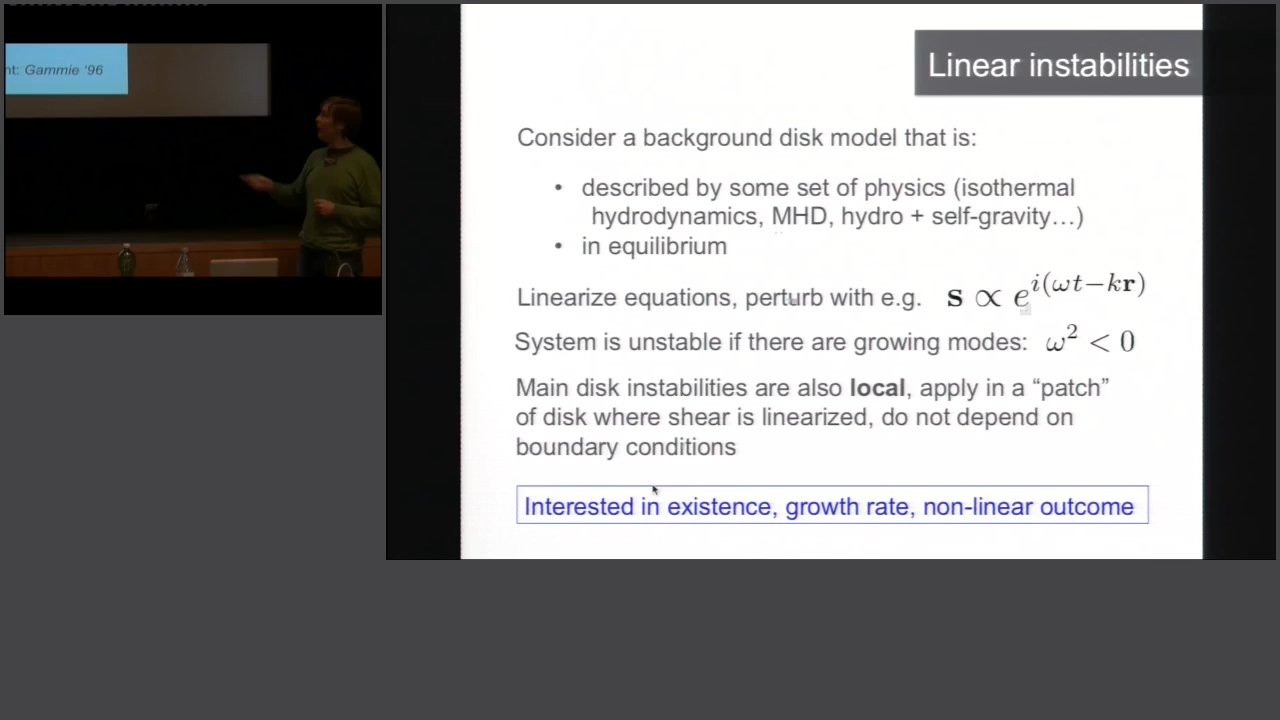 nt: Gammie '96
Linear instabilities
Consider a background disk model that is:
• described by some set of physics (isothermal
hydrodynamics, MHD, hydro + self-gravity…)
• in equilibrium
Linearize equations, perturb with e.g. s ∝ e^{i(ωt−kr)}
System is unstable if there are growing modes: ω² < 0
Main disk instabilities are also local, apply in a “patch”
of disk where shear is linearized, do not depend on
boundary conditions
Interested in existence, growth rate, non-linear outcome